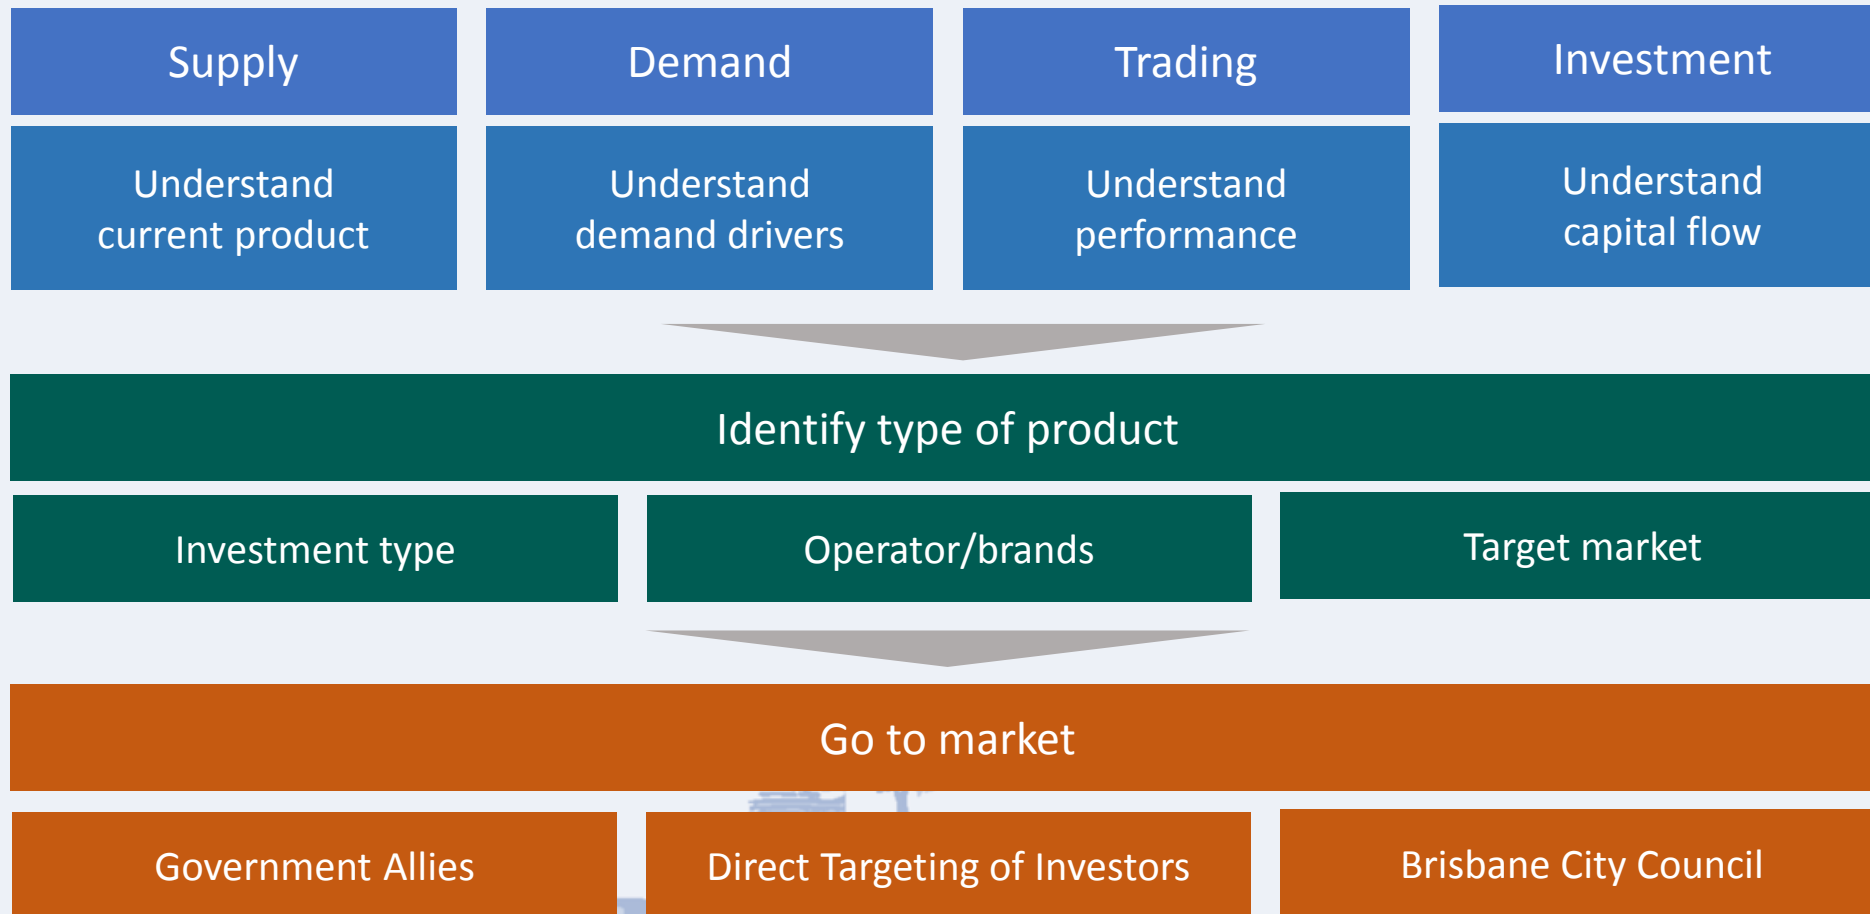 Supply
Demand
Trading
Investment
Understand
current product
Understand
demand drivers
Understand
performance
Understand
capital flow
Identify type of product
Investment type
Operator/brands
Target market
Go to market
Government Allies
Direct Targeting of Investors
Brisbane City Council